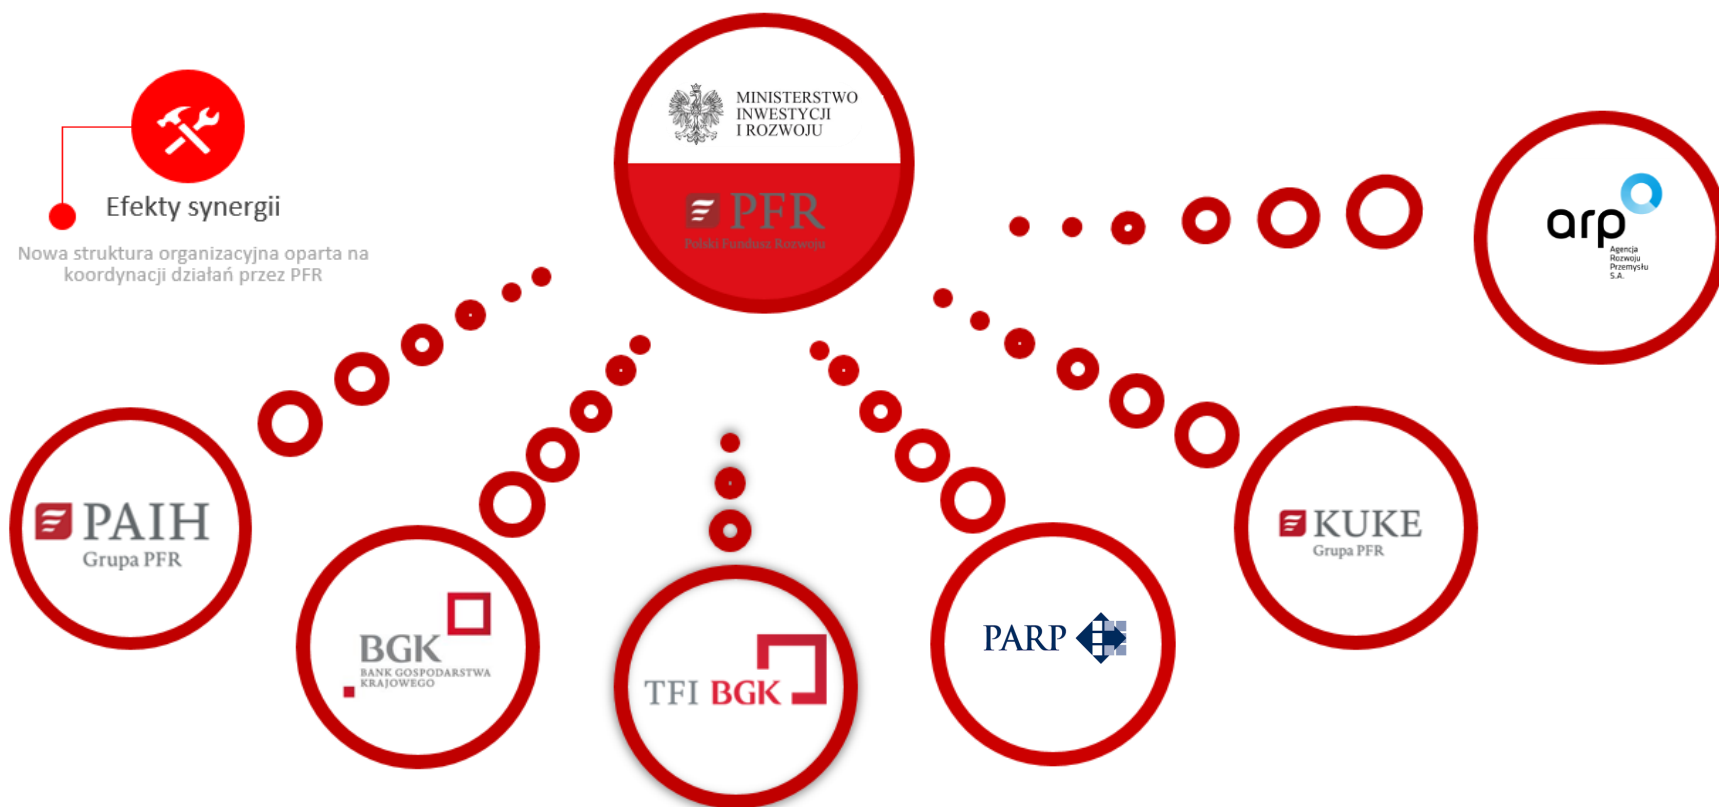 MINISTERSTWO
INWESTYCJI
I ROZWOJU
PFR
Polski Fundusz Rozwoju
Efekty synergii
Nowa struktura organizacyjna oparta na
koordynacji działań przez PFR
arp
Agencja
Rozwoju
Przemysłu
S.A.
PAIH
Grupa PFR
BGK
BANK GOSPODARSTWA
KRAJOWEGO
TFI BGK
PARP
KUKE
Grupa PFR